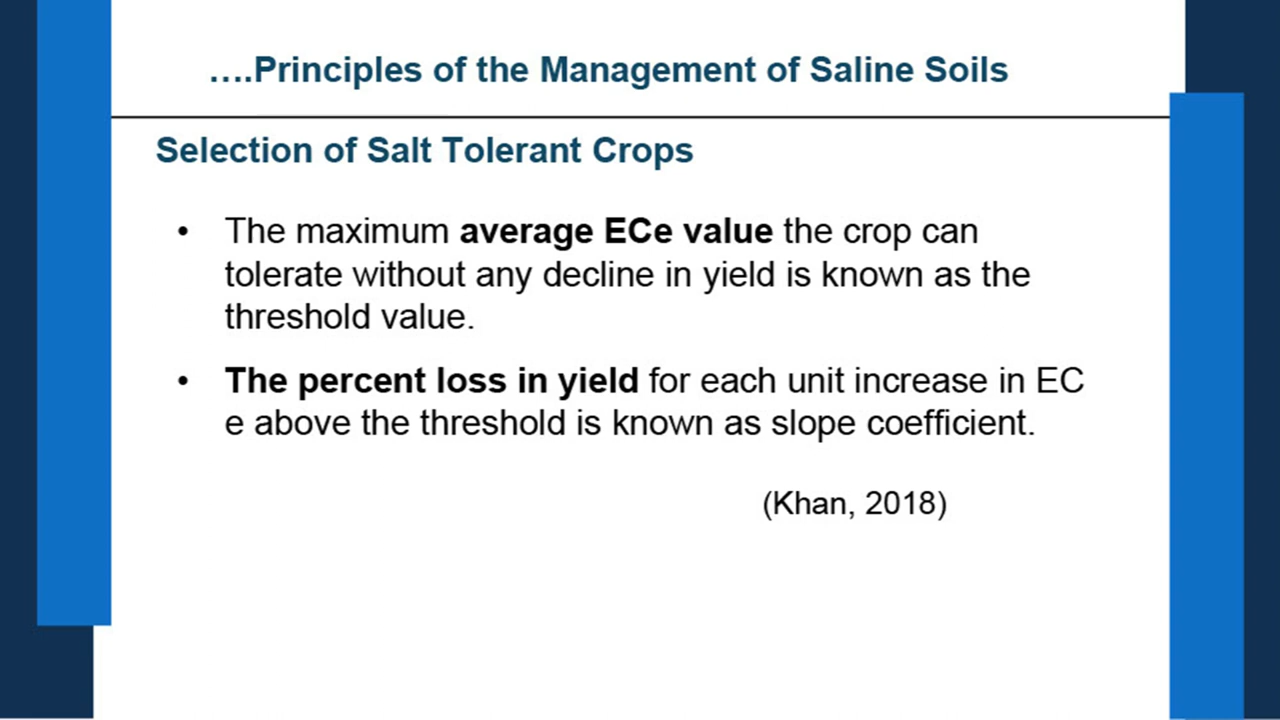 ....Principles of the Management of Saline Soils
Selection of Salt Tolerant Crops
• The maximum average ECe value the crop can
tolerate without any decline in yield is known as the
threshold value.
• The percent loss in yield for each unit increase in EC
e above the threshold is known as slope coefficient.
(Khan, 2018)